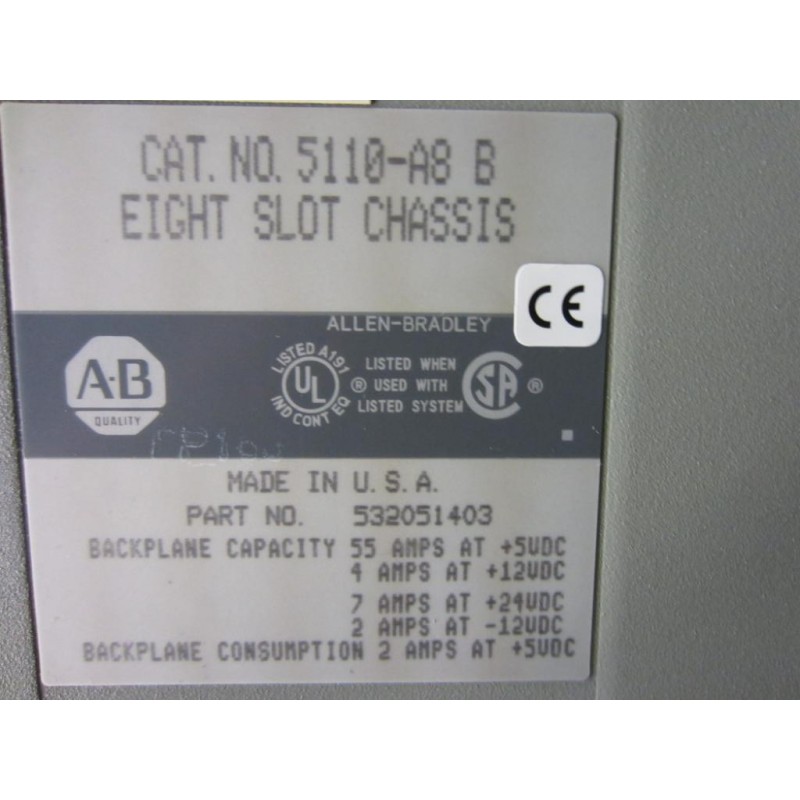 CAT. NO. 5110-A8 B
EIGHT SLOT CHASSIS
CE
ALLEN-BRADLEY
A·B
QUALITY
LISTED A191
UL
IND CONT EQ
®
LISTED WHEN
USED WITH
LISTED SYSTEM
SA
®
MADE IN U.S.A.
PART NO. 532051403
BACKPLANE CAPACITY 55 AMPS AT +5VDC
4 AMPS AT +12VDC
7 AMPS AT +24VDC
2 AMPS AT -12VDC
BACKPLANE CONSUMPTION 2 AMPS AT +5VDC